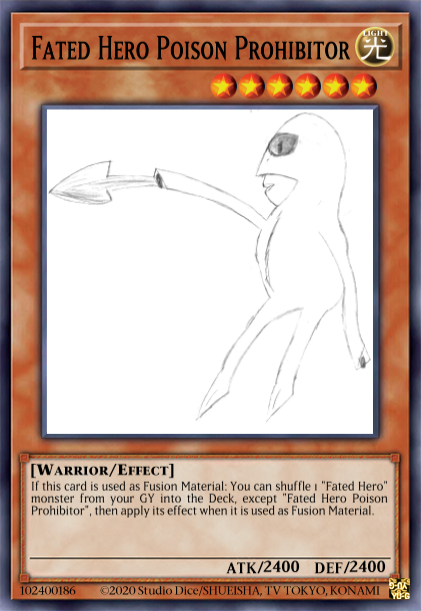 Fated Hero Poison Prohibitor
LIGHT
光
[Warrior/Effect]
If this card is used as Fusion Material: You can shuffle 1 "Fated Hero"
monster from your GY into the Deck, except "Fated Hero Poison
Prohibitor", then apply its effect when it is used as Fusion Material.
ATK/2400 DEF/2400
102400186 ©2020 Studio Dice/SHUEISHA, TV TOKYO, KONAMI